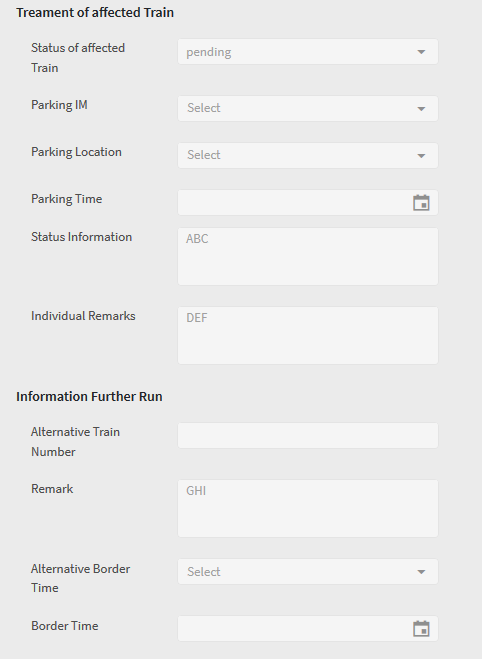 Treament of affected Train
Status of affected
Train
pending
Parking IM
Select
Parking Location
Select
Parking Time
Status Information
ABC
Individual Remarks
DEF
Information Further Run
Alternative Train
Number
Remark
GHI
Alternative Border
Time
Select
Border Time